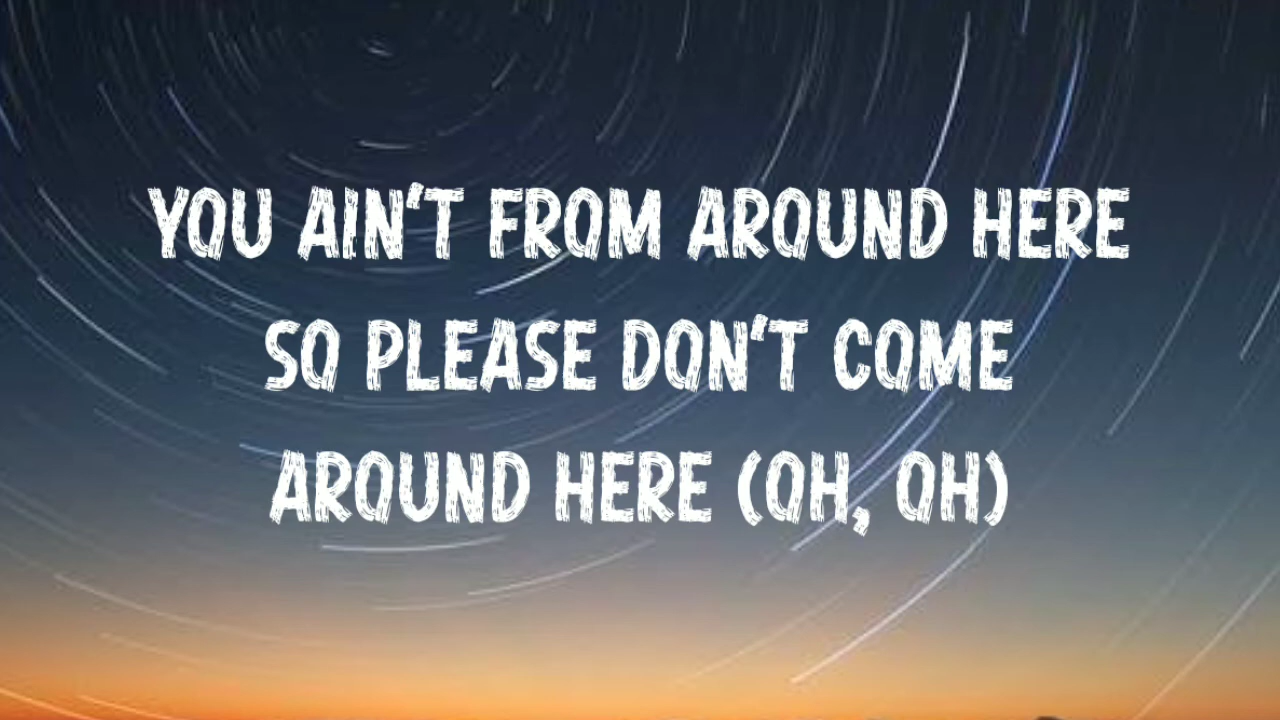 YOU AIN'T FROM AROUND HERE
SO PLEASE DON'T COME
AROUND HERE (OH, OH)